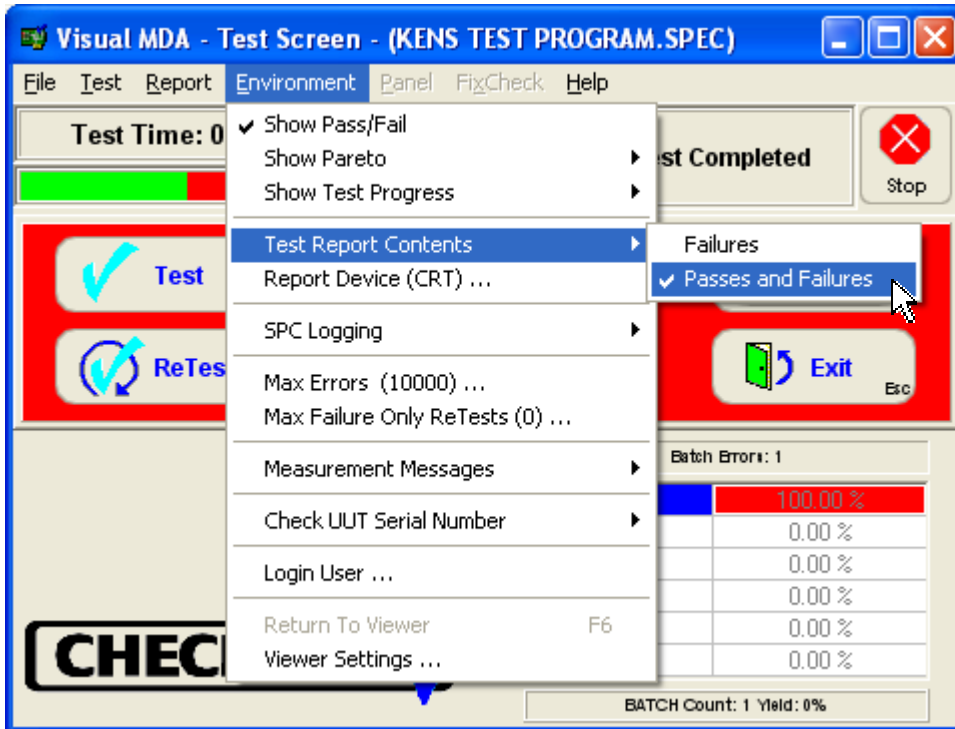 Visual MDA - Test Screen - (KENS TEST PROGRAM.SPEC)
File Test Report Environment Panel FixCheck Help
Test Time: 0
Show Pass/Fail
Show Pareto
Show Test Progress
Test Report Contents
Report Device (CRT) ...
SPC Logging
Max Errors (10000) ...
Max Failure Only ReTests (0) ...
Measurement Messages
Check UUT Serial Number
Login User ...
Return To Viewer F6
Viewer Settings ...
Failures
Passes and Failures
Completed
Stop
Test
ReTes
Exit
Esc
Batch Errors: 1
100.00 %
0.00 %
0.00 %
0.00 %
0.00 %
0.00 %
CHEC
BATCH Count: 1 Yield: 0%